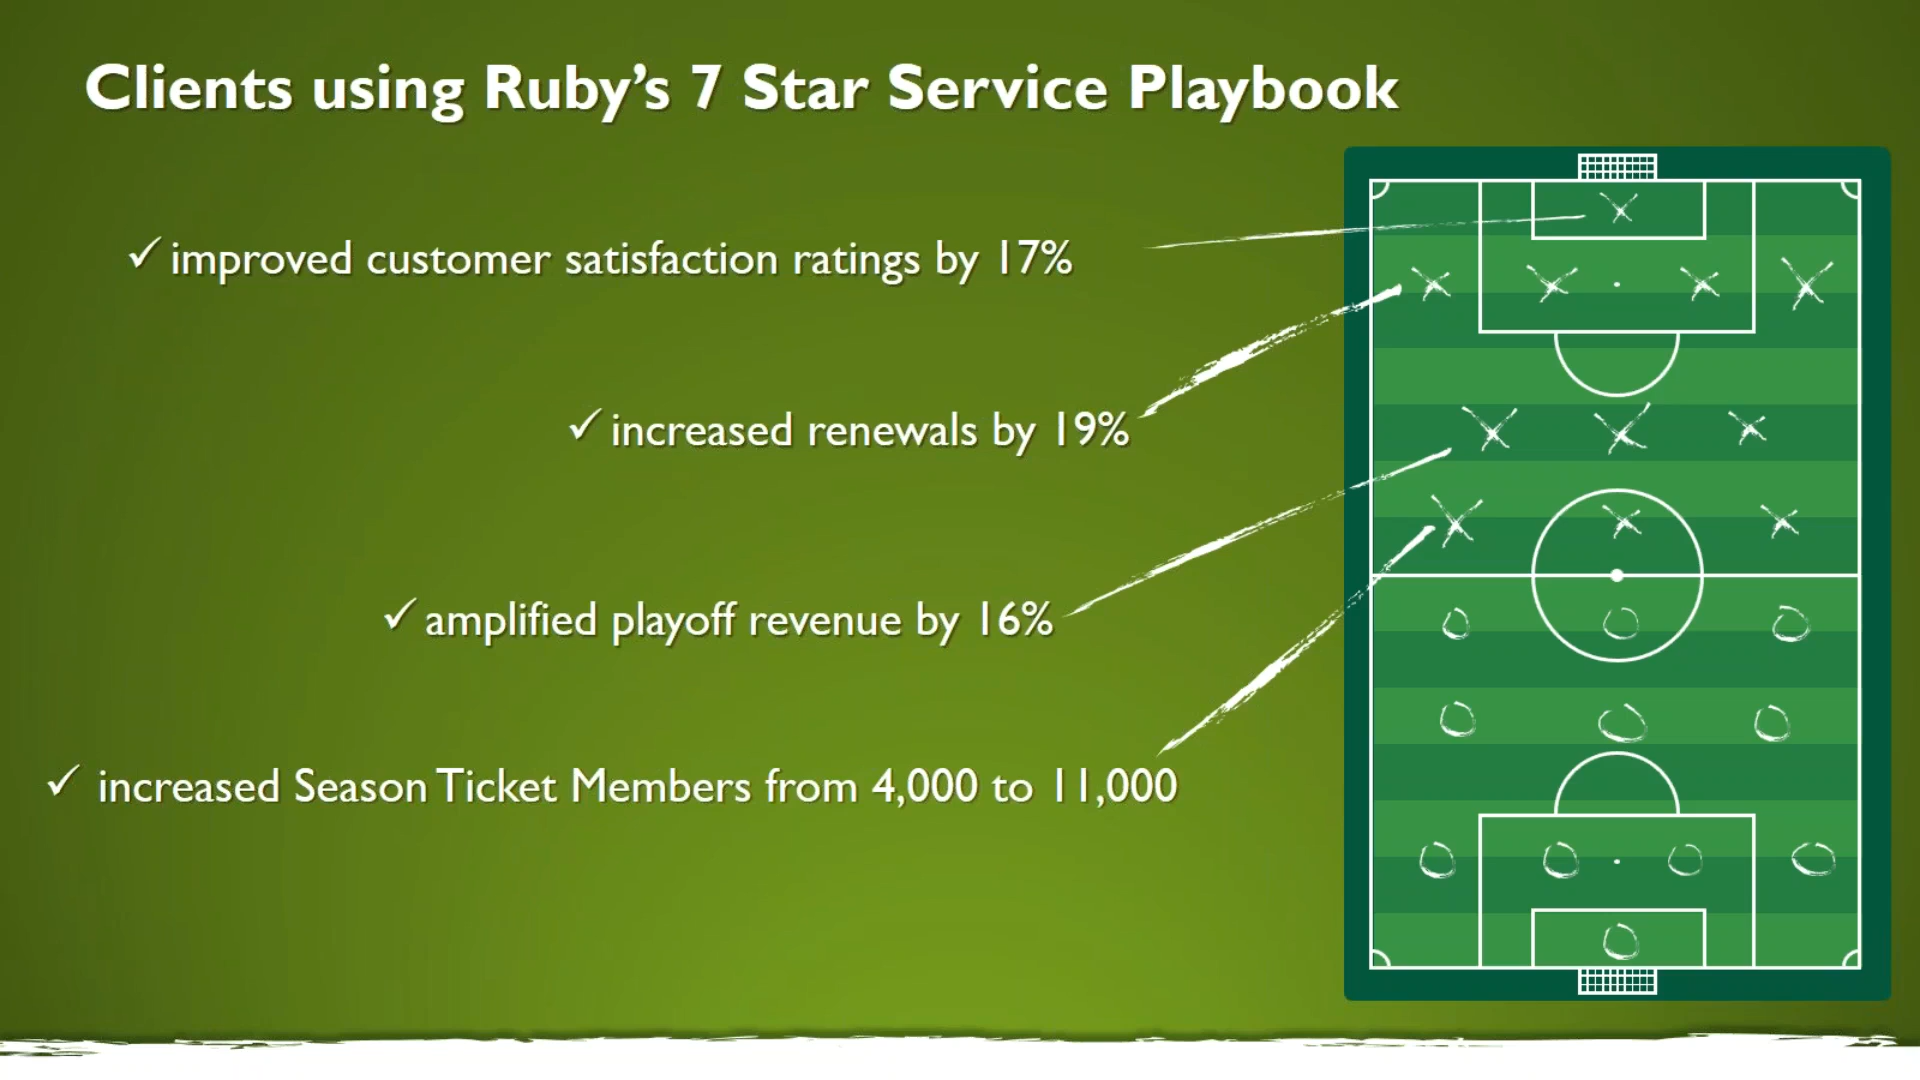 Clients using Ruby’s 7 Star Service Playbook
✓ improved customer satisfaction ratings by 17%
✓ increased renewals by 19%
✓ amplified playoff revenue by 16%
✓ increased Season Ticket Members from 4,000 to 11,000